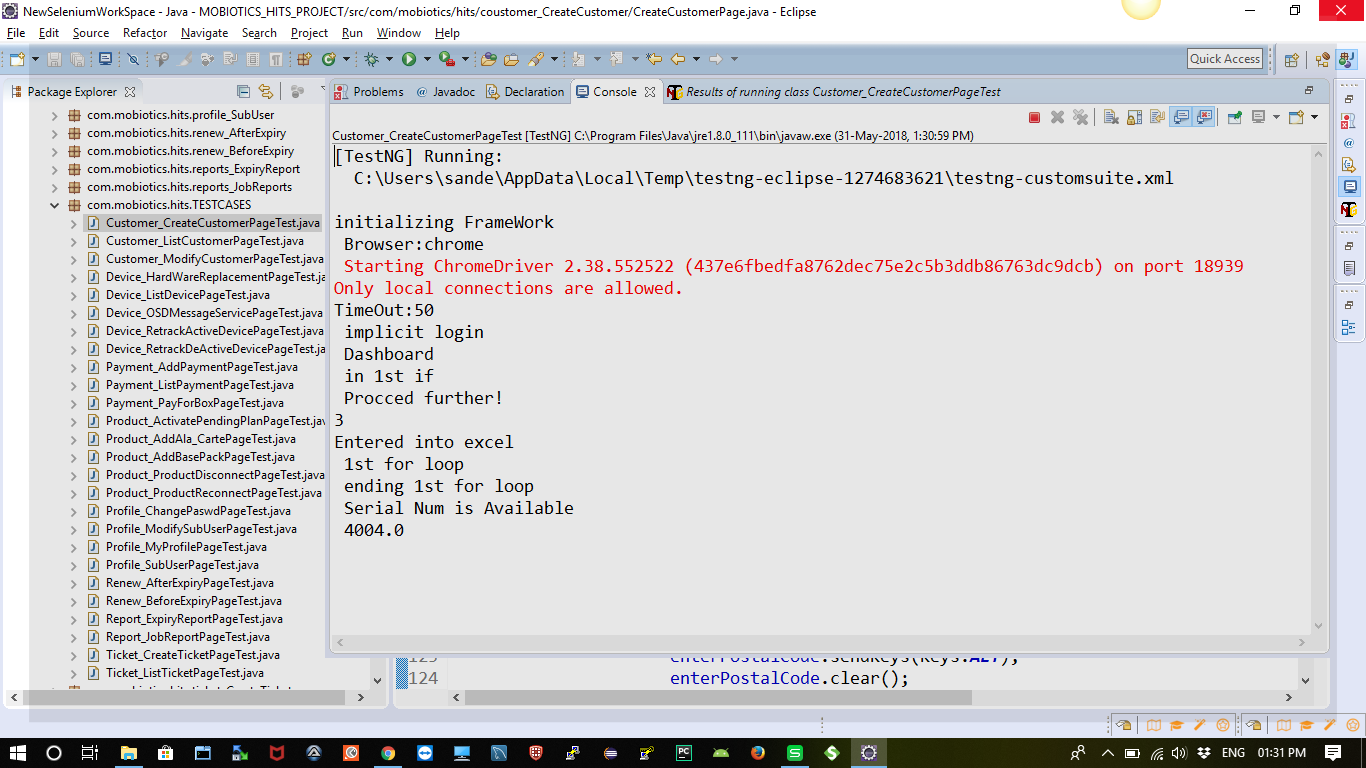 NewSeleniumWorkSpace - Java - MOBIOTICS_HITS_PROJECT/src/com/mobiotics/hits/coustomer_CreateCustomer/CreateCustomerPage.java - Eclipse
File Edit Source Refactor Navigate Search Project Run Window Help
Quick Access
Package Explorer
Problems Javadoc Declaration Console Results of running class Customer_CreateCustomerPageTest
com.mobiotics.hits.profile_SubUser
com.mobiotics.hits.renew_AfterExpiry
com.mobiotics.hits.renew_BeforeExpiry
com.mobiotics.hits.reports_ExpiryReport
com.mobiotics.hits.reports_JobReports
com.mobiotics.hits.TESTCASES
Customer_CreateCustomerPageTest.java
Customer_ListCustomerPageTest.java
Customer_ModifyCustomerPageTest.java
Device_HardWareReplacementPageTest.ja
Device_ListDevicePageTest.java
Device_OSDMessageServicePageTest.java
Device_RetrackActiveDevicePageTest.java
Device_RetrackDeActiveDevicePageTest.ja
Payment_AddPaymentPageTest.java
Payment_ListPaymentPageTest.java
Payment_PayForBoxPageTest.java
Product_ActivatePendingPlanPageTest.jav
Product_AddAla_CartePageTest.java
Product_AddBasePackPageTest.java
Product_ProductDisconnectPageTest.java
Product_ProductReconnectPageTest.java
Profile_ChangePaswdPageTest.java
Profile_ModifySubUserPageTest.java
Profile_MyProfilePageTest.java
Profile_SubUserPageTest.java
Renew_AfterExpiryPageTest.java
Renew_BeforeExpiryPageTest.java
Report_ExpiryReportPageTest.java
Report_JobReportPageTest.java
Ticket_CreateTicketPageTest.java
Ticket_ListTicketPageTest.java
Customer_CreateCustomerPageTest [TestNG] C:\Program Files\Java\jre1.8.0_111\bin\javaw.exe (31-May-2018, 1:30:59 PM)
[TestNG] Running:
C:\Users\sande\AppData\Local\Temp\testng-eclipse-1274683621\testng-customsuite.xml
initializing FrameWork
Browser:chrome
Starting ChromeDriver 2.38.552522 (437e6fbedfa8762dec75e2c5b3ddb86763dc9dcb) on port 18939
Only local connections are allowed.
TimeOut:50
implicit login
Dashboard
in 1st if
Procced further!
3
Entered into excel
1st for loop
ending 1st for loop
Serial Num is Available
4004.0
123 enterPostalCode.sendKeys(Keys.ALT);
124 enterPostalCode.clear();
ENG 01:31 PM